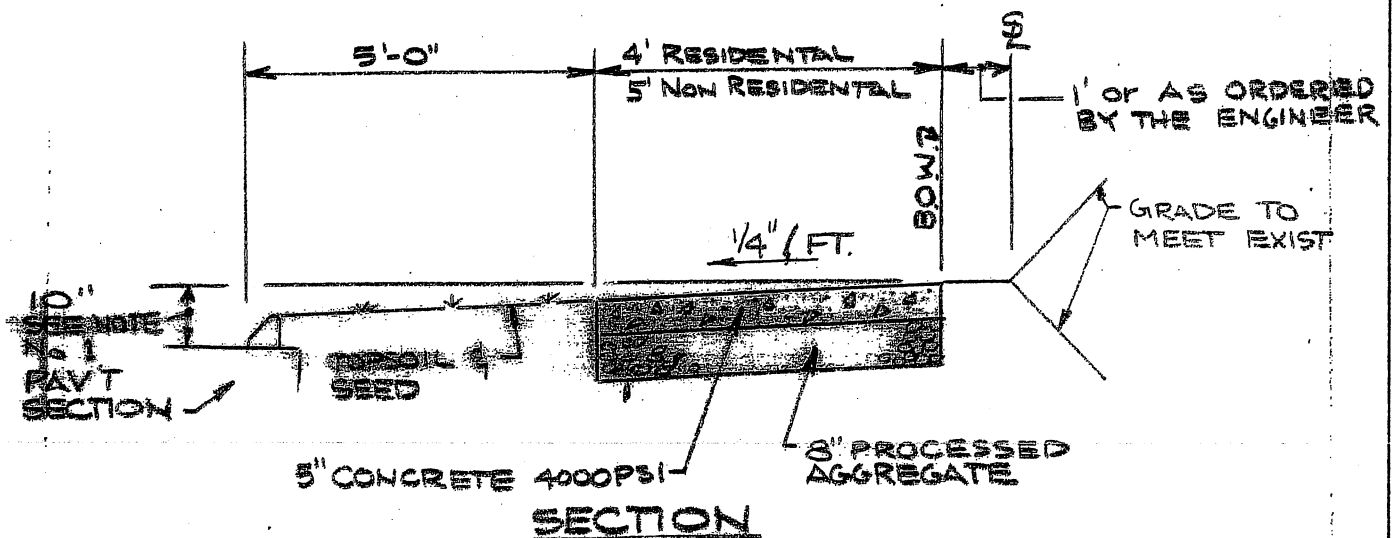 5'-0"
4' RESIDENTAL
5' NON RESIDENTAL
1' or AS ORDERED
BY THE ENGINEER
B.O.W.
1/4" / FT.
GRADE TO
MEET EXIST
10"
SEE NOTE
No. 1
PAV'T
SECTION
TOPSOIL &
SEED
5" CONCRETE 4000PSI
8" PROCESSED
AGGREGATE
SECTION